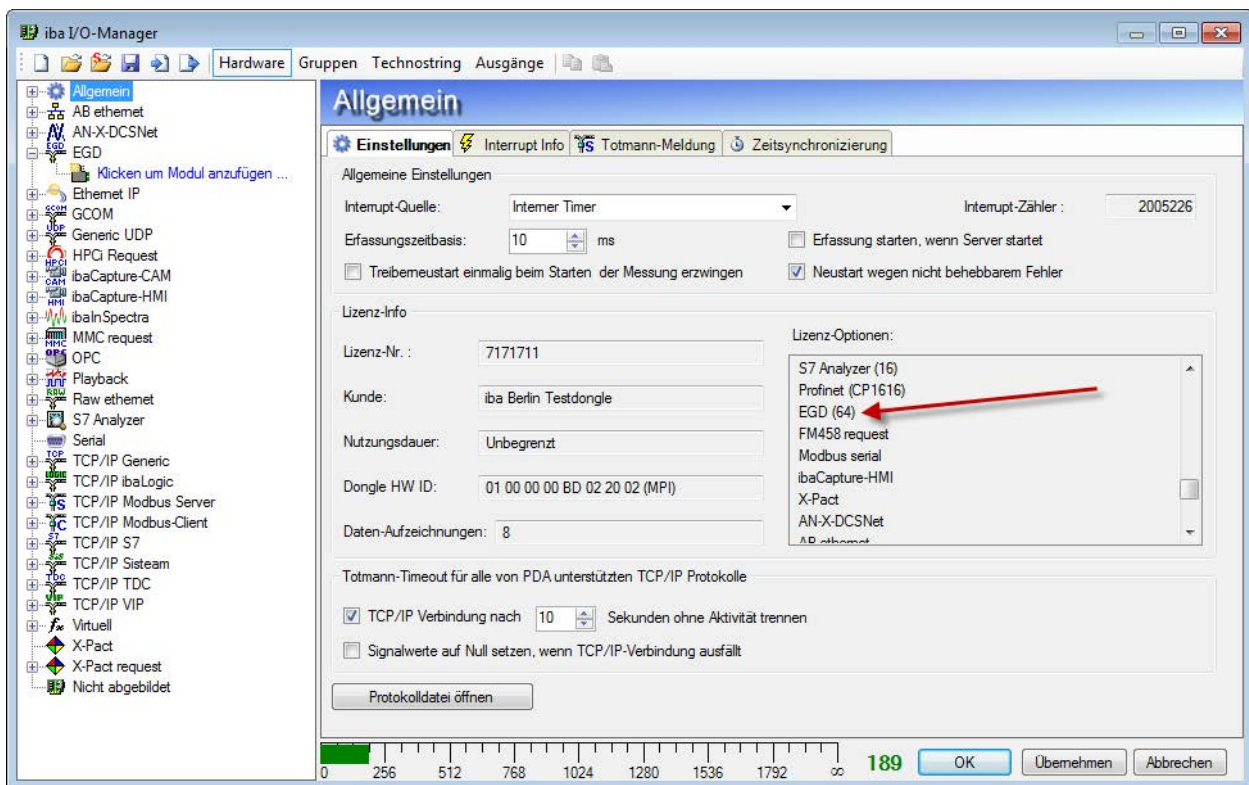 iba I/O-Manager
Hardware Gruppen Technostring Ausgänge
Allgemein
AB ethernet
AN-X-DCSNet
EGD
Klicken um Modul anzufügen ...
Ethernet IP
GCOM
Generic UDP
HPCi Request
ibaCapture-CAM
ibaCapture-HMI
ibaInSpectra
MMC request
OPC
Playback
Raw ethernet
S7 Analyzer
Serial
TCP/IP Generic
TCP/IP ibaLogic
TCP/IP Modbus Server
TCP/IP Modbus-Client
TCP/IP S7
TCP/IP Sisteam
TCP/IP TDC
TCP/IP VIP
Virtuell
X-Pact
X-Pact request
Nicht abgebildet
Allgemein
Einstellungen Interrupt Info Totmann-Meldung Zeitsynchronizierung
Allgemeine Einstellungen
Interrupt-Quelle: Interner Timer Interrupt-Zähler : 2005226
Erfassungszeitbasis: 10 ms Erfassung starten, wenn Server startet
Treiberneustart einmalig beim Starten der Messung erzwingen Neustart wegen nicht behebbarem Fehler
Lizenz-Info
Lizenz-Nr. : 7171711
Kunde: iba Berlin Testdongle
Nutzungsdauer: Unbegrenzt
Dongle HW ID: 01 00 00 00 BD 02 20 02 (MPI)
Daten-Aufzeichnungen: 8
Lizenz-Optionen:
S7 Analyzer (16)
Profinet (CP1616)
EGD (64)
FM458 request
Modbus serial
ibaCapture-HMI
X-Pact
AN-X-DCSNet
AB ethernet
Totmann-Timeout für alle von PDA unterstützten TCP/IP Protokolle
TCP/IP Verbindung nach 10 Sekunden ohne Aktivität trennen
Signalwerte auf Null setzen, wenn TCP/IP-Verbindung ausfällt
Protokolldatei öffnen
0 256 512 768 1024 1280 1536 1792 ∞ 189 OK Übernehmen Abbrechen